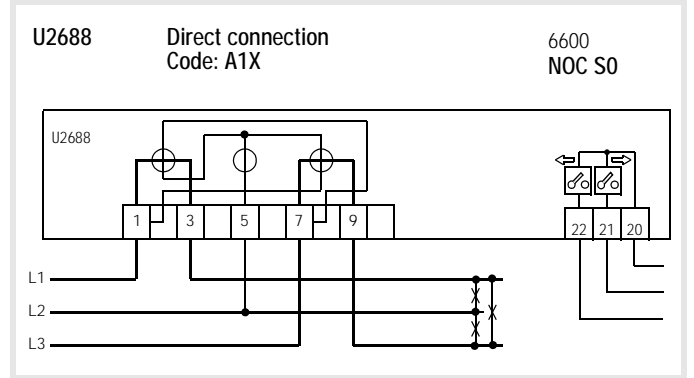 U2688 Direct connection 6600
Code: A1X NOC S0
U2688
1 3 5 7 9 22 21 20
L1
L2
L3